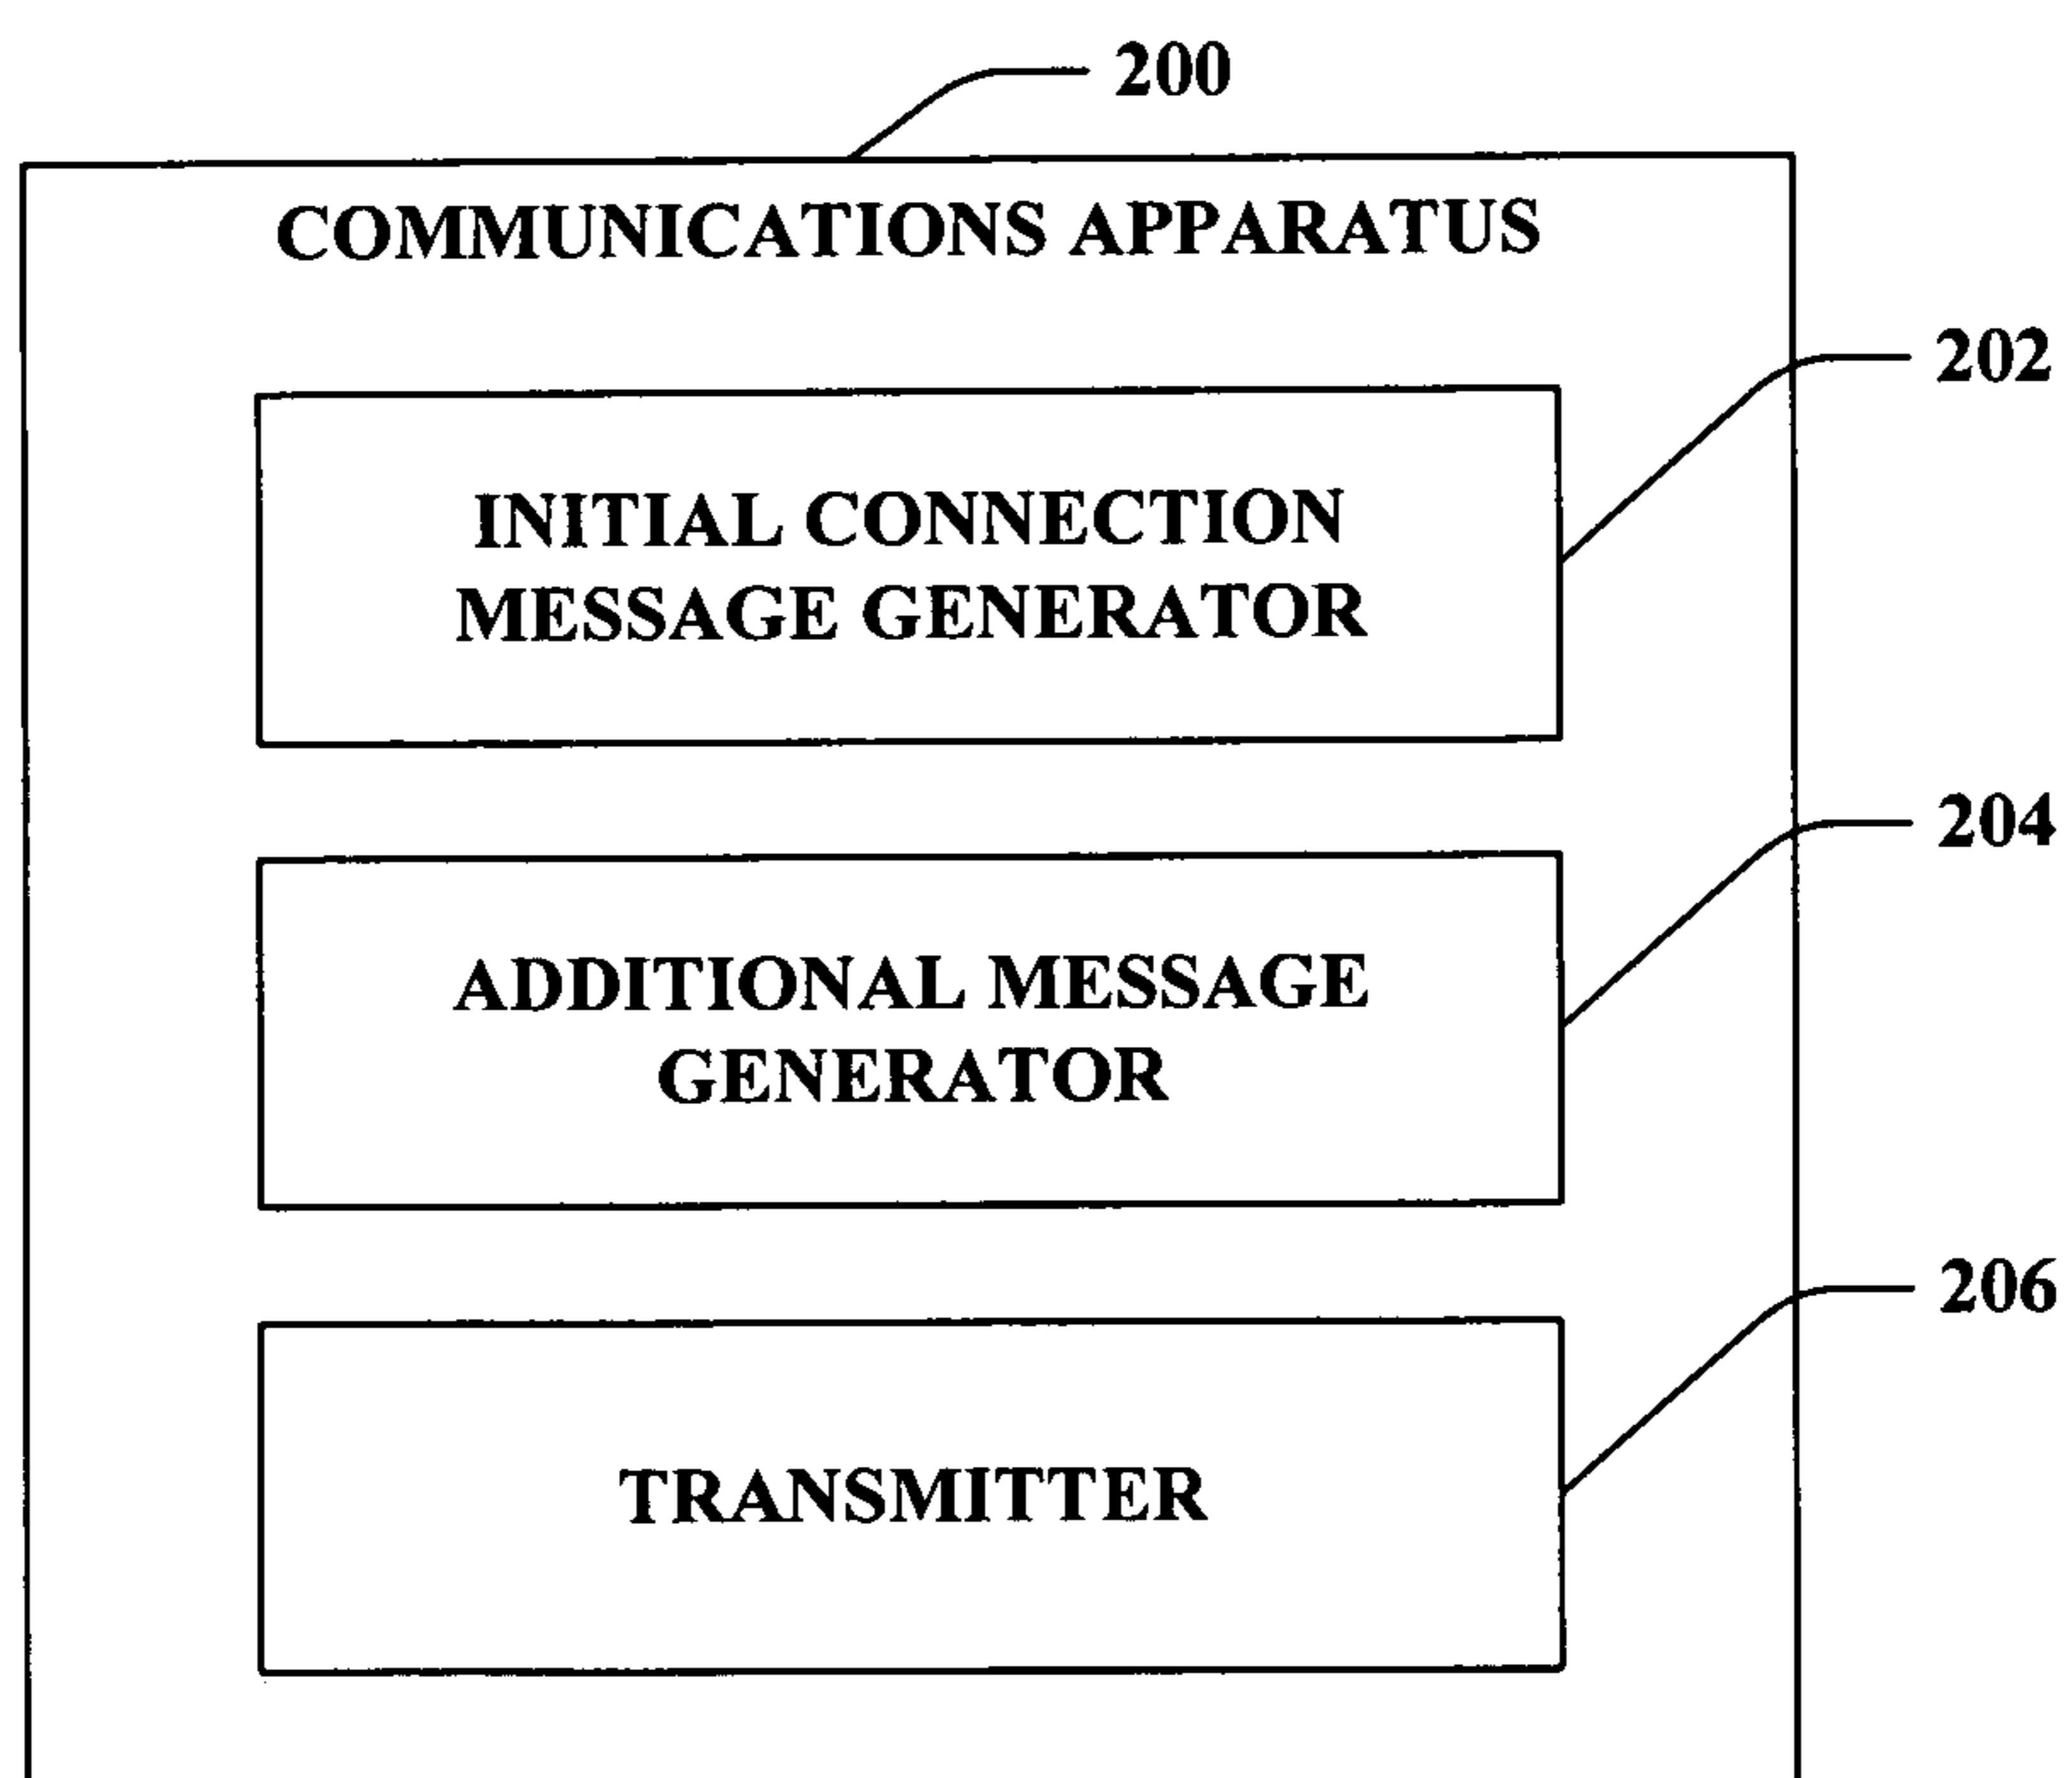 200
COMMUNICATIONS APPARATUS
202
INITIAL CONNECTION
MESSAGE GENERATOR
204
ADDITIONAL MESSAGE
GENERATOR
206
TRANSMITTER